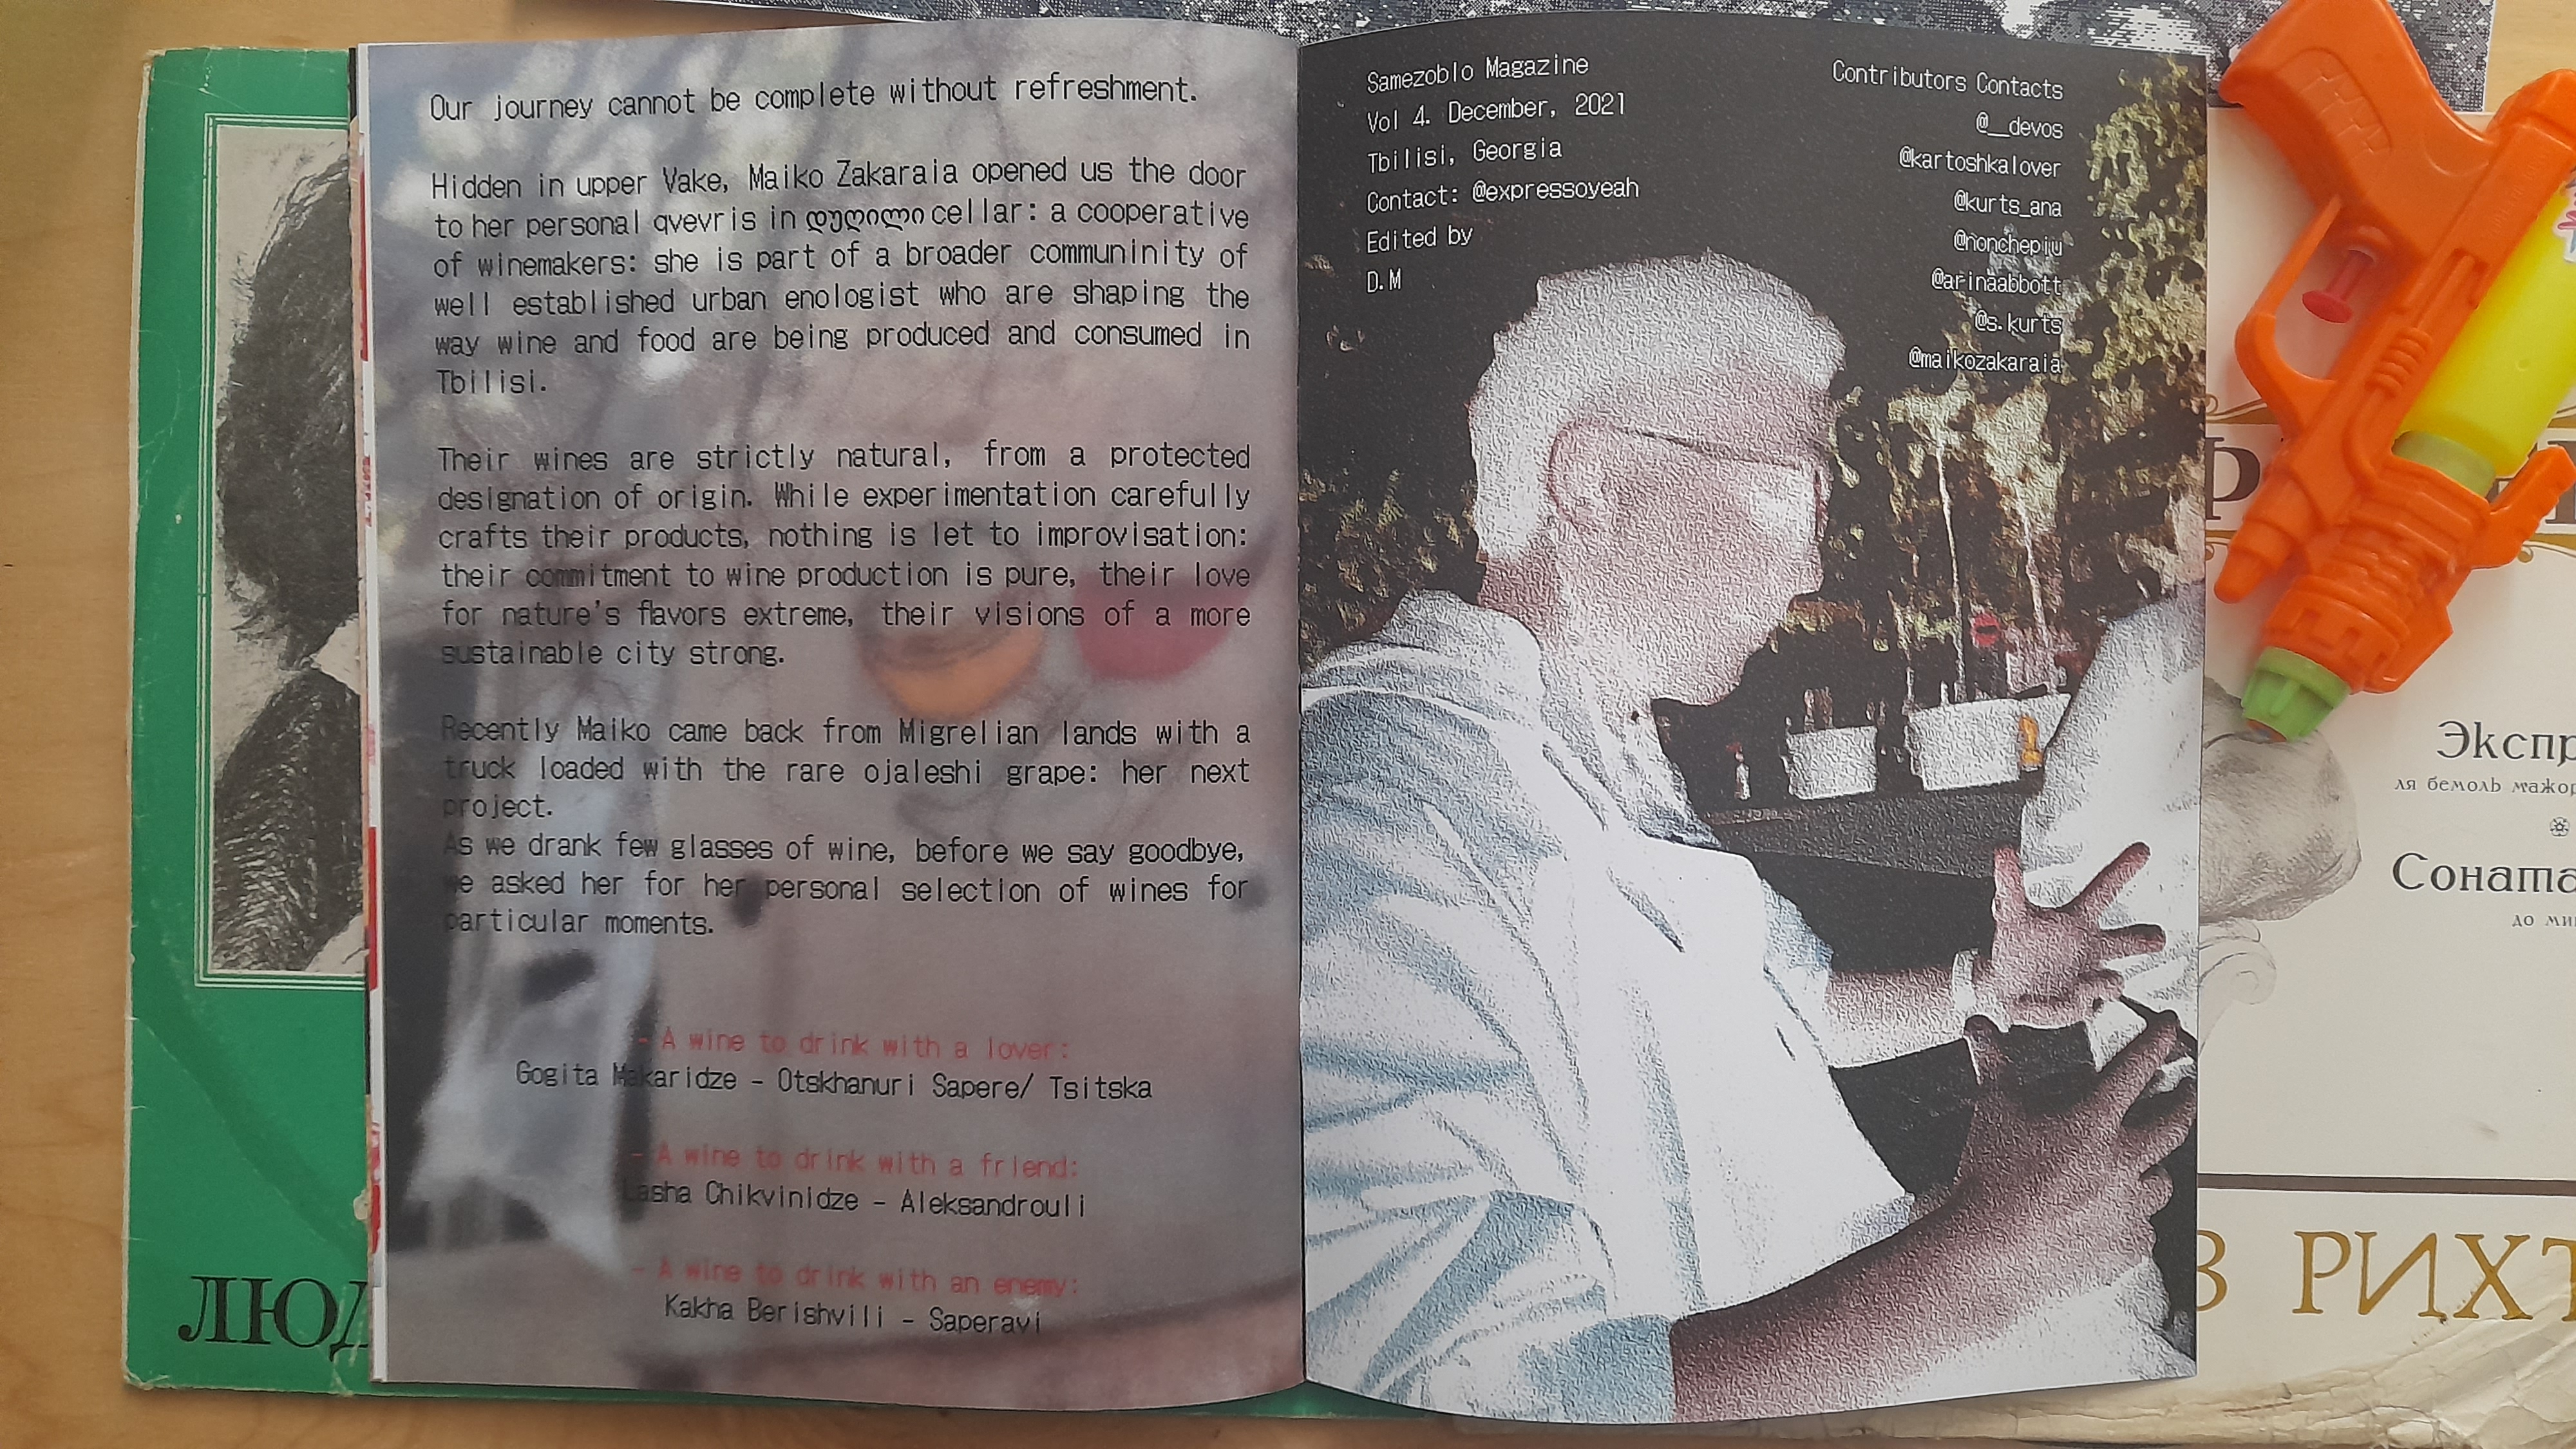 Our journey cannot be complete without refreshment.
Hidden in upper Vake, Maiko Zakaraia opened us the door
to her personal qvevris in დუღილი cellar: a cooperative
of winemakers: she is part of a broader communinity of
well established urban enologist who are shaping the
way wine and food are being produced and consumed in
Tbilisi.
Their wines are strictly natural, from a protected
designation of origin. While experimentation carefully
crafts their products, nothing is let to improvisation:
their commitment to wine production is pure, their love
for nature's flavors extreme, their visions of a more
sustainable city strong.
Recently Maiko came back from Migrelian lands with a
truck loaded with the rare ojaleshi grape: her next
project.
As we drank few glasses of wine, before we say goodbye,
we asked her for her personal selection of wines for
particular moments.
- A wine to drink with a lover:
Gogita Makaridze - Otskhanuri Sapere/ Tsitska
- A wine to drink with a friend:
Lasha Chikvinidze - Aleksandrouli
- A wine to drink with an enemy:
Kakha Berishvili - Saperavi
Samezoblo Magazine
Vol 4. December, 2021
Tbilisi, Georgia
Contact: @expressoyeah
Edited by
D.M
Contributors Contacts
@__devos
@kartoshkalover
@kurts_ana
@nonchepiu
@arinaabbott
@s.kurts
@maikozakaraia
ЛЮД
Экспр
ля бемоль мажор
Соната
до ми
В РИХТ